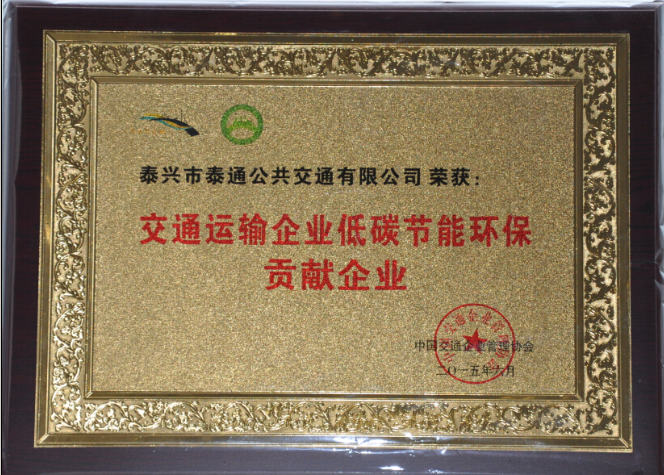 泰兴市泰通公共交通有限公司 荣获：
交通运输企业低碳节能环保
贡献企业
中国交通企业管理协会
二〇一五年六月